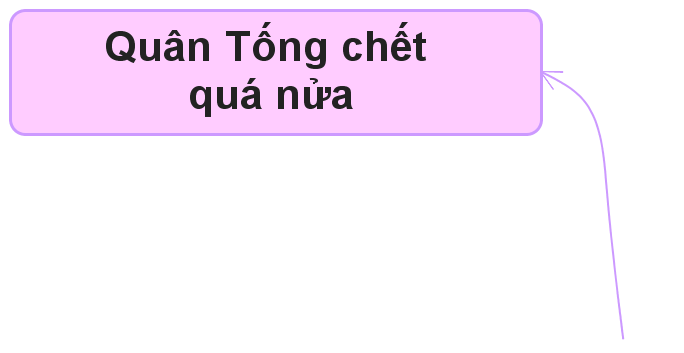 Quân Tống chết
quá nửa